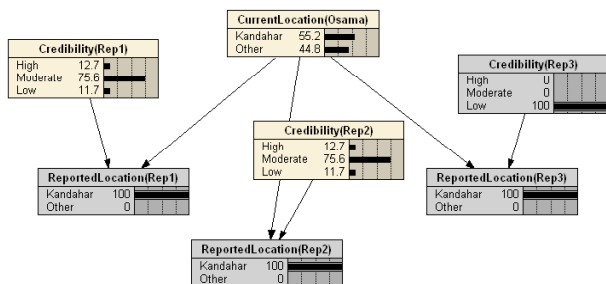 CurrentLocation(Osama)
Kandahar 55.2
Other 44.8
Credibility(Rep1)
High 12.7
Moderate 75.6
Low 11.7
Credibility(Rep3)
High 0
Moderate 0
Low 100
Credibility(Rep2)
High 12.7
Moderate 75.6
Low 11.7
ReportedLocation(Rep1)
Kandahar 100
Other 0
ReportedLocation(Rep3)
Kandahar 100
Other 0
ReportedLocation(Rep2)
Kandahar 100
Other 0